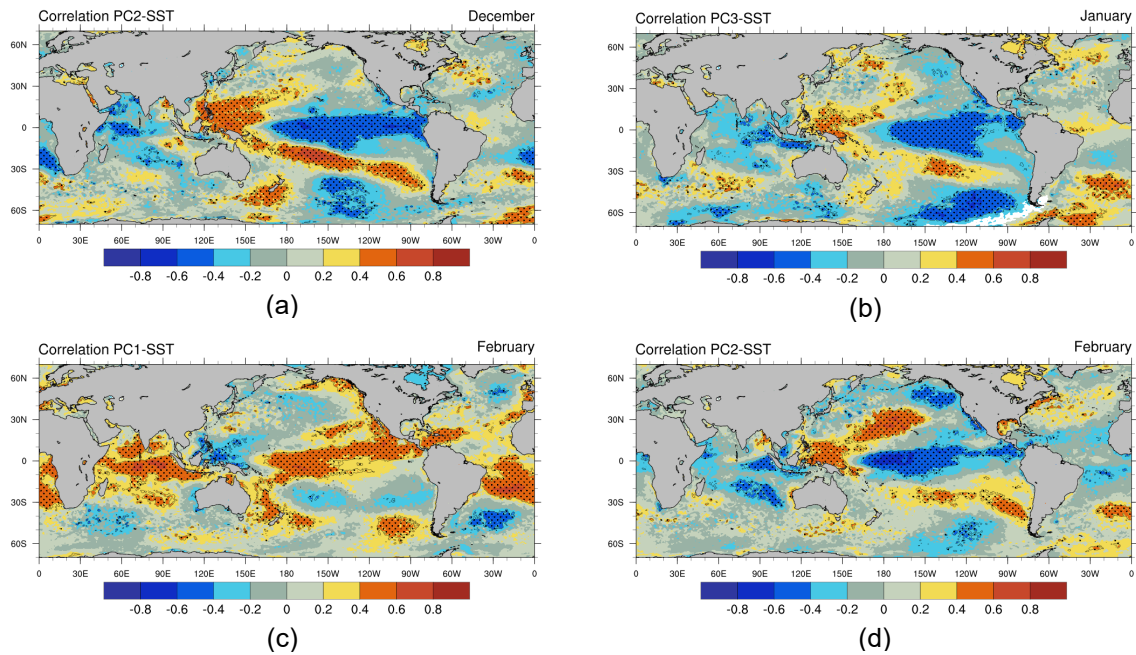 Correlation PC2-SST December
60N
30N
0
30S
60S
0 30E 60E 90E 120E 150E 180 150W 120W 90W 60W 30W 0
-0.8 -0.6 -0.4 -0.2 0 0.2 0.4 0.6 0.8
(a)
Correlation PC3-SST January
60N
30N
0
30S
60S
0 30E 60E 90E 120E 150E 180 150W 120W 90W 60W 30W 0
-0.8 -0.6 -0.4 -0.2 0 0.2 0.4 0.6 0.8
(b)
Correlation PC1-SST February
60N
30N
0
30S
60S
0 30E 60E 90E 120E 150E 180 150W 120W 90W 60W 30W 0
-0.8 -0.6 -0.4 -0.2 0 0.2 0.4 0.6 0.8
(c)
Correlation PC2-SST February
60N
30N
0
30S
60S
0 30E 60E 90E 120E 150E 180 150W 120W 90W 60W 30W 0
-0.8 -0.6 -0.4 -0.2 0 0.2 0.4 0.6 0.8
(d)